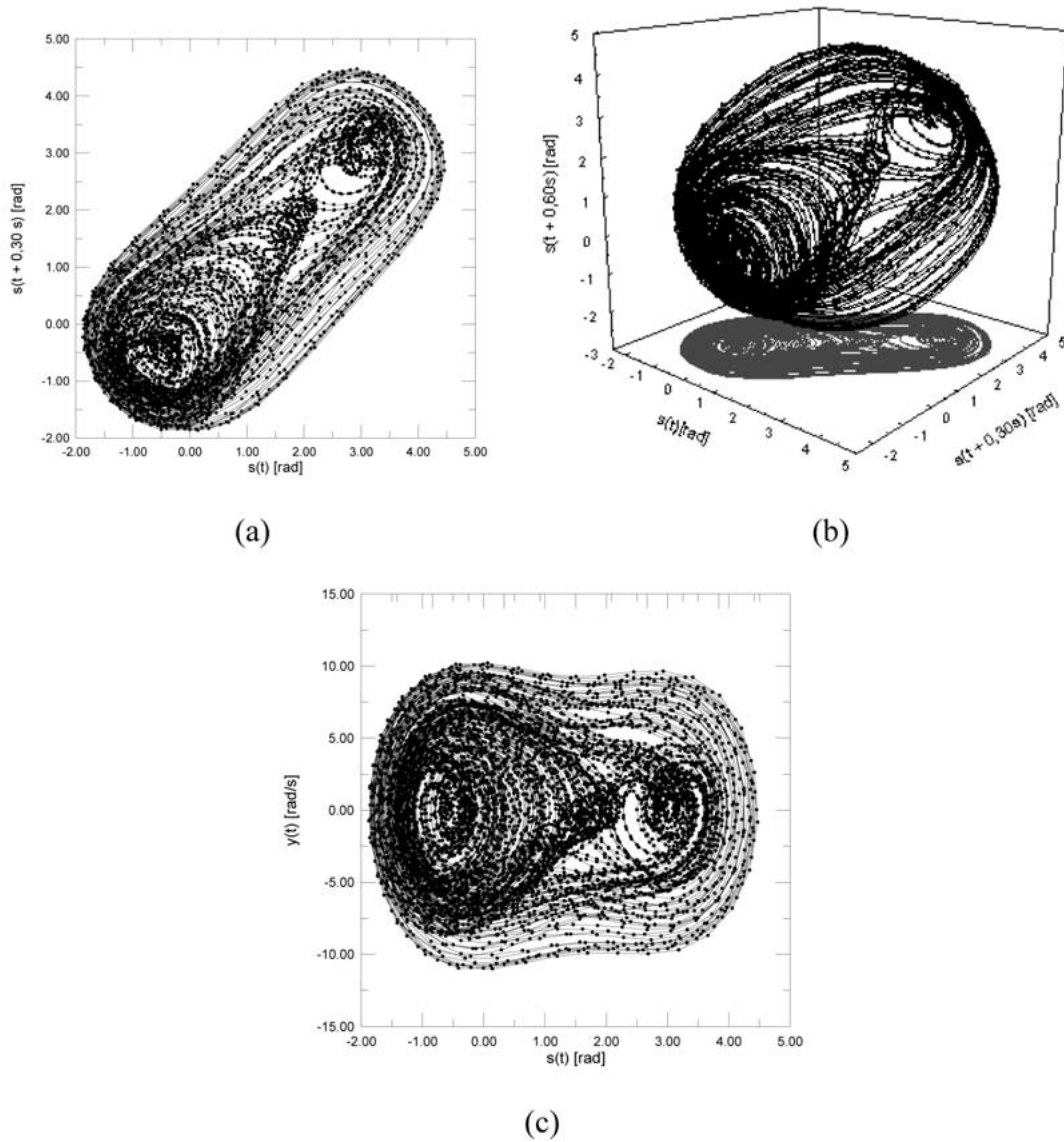 5.00
4.00
3.00
2.00
1.00
0.00
-1.00
-2.00
s(t + 0,30 s) [rad]
-2.00 -1.00 0.00 1.00 2.00 3.00 4.00 5.00
s(t) [rad]
(a)
5
4
3
2
1
0
-1
-2
-3
s(t + 0,60s) [rad]
-2 -1 0 1 2 3 4 5
s(t)[rad]
-2 -1 0 1 2 3 4 5
s(t + 0,30s) [rad]
5
(b)
15.00
10.00
5.00
0.00
-5.00
-10.00
-15.00
y(t) [rad/s]
-2.00 -1.00 0.00 1.00 2.00 3.00 4.00 5.00
s(t) [rad]
(c)